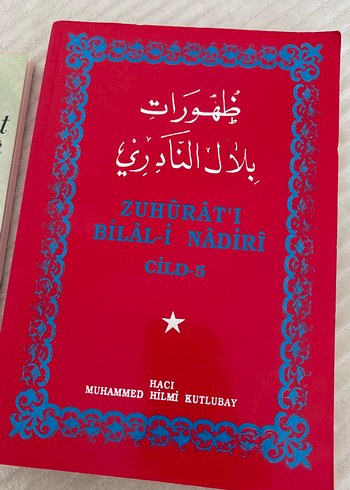 ظُهُورَاتِ
بِلَالِ النَّادِرِيِّ
ZUHÛRÂT'I
BİLÂL-İ NÂDİRÎ
CİLD-5
HACI
MUHAMMED HİLMİ KUTLUBAY
t